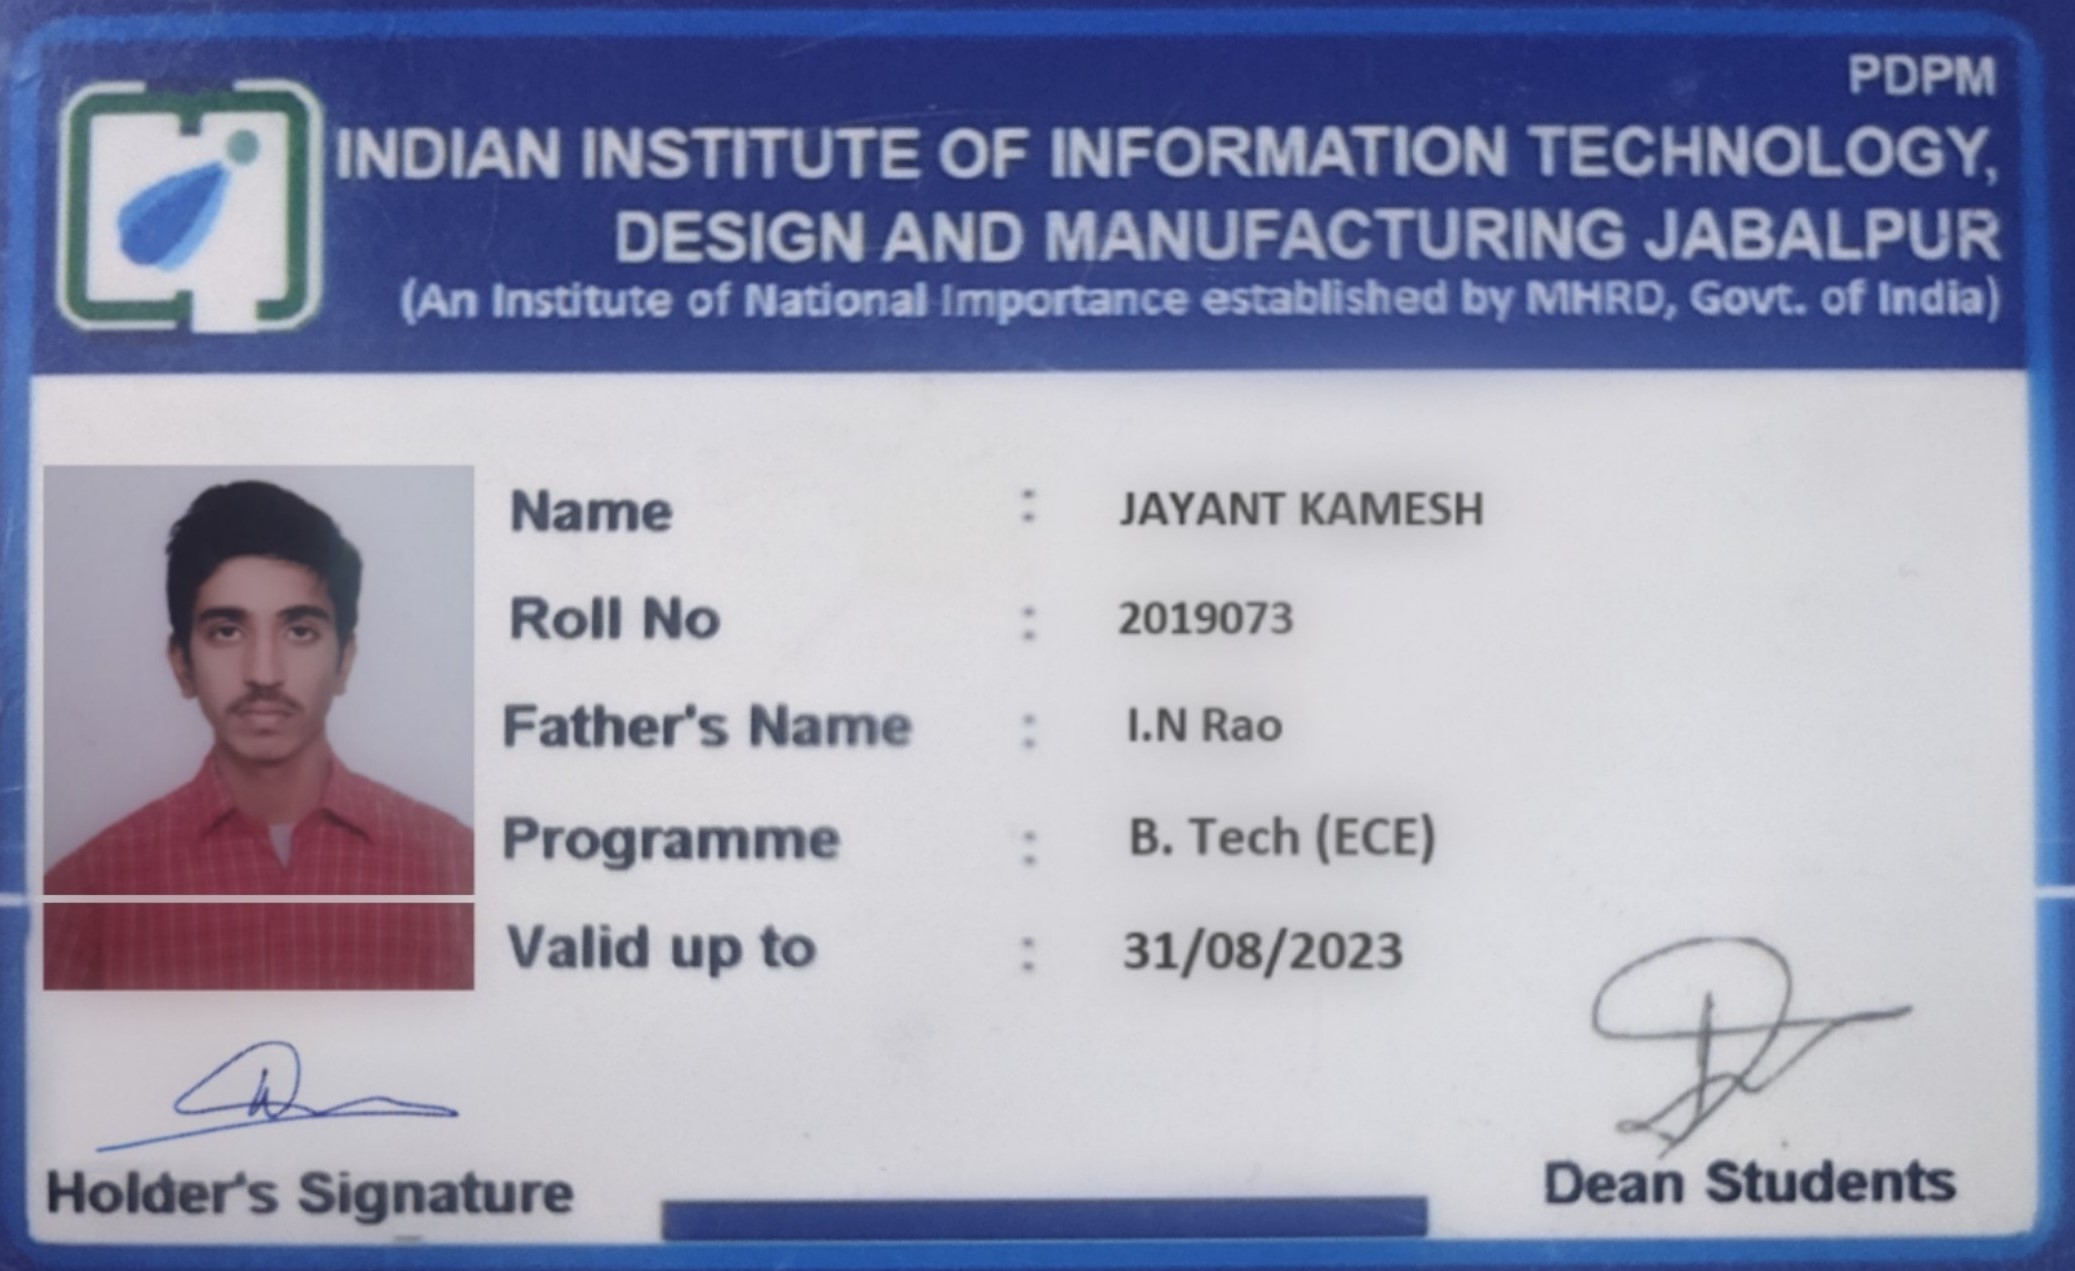 PDPM
INDIAN INSTITUTE OF INFORMATION TECHNOLOGY,
DESIGN AND MANUFACTURING JABALPUR
(An Institute of National Importance established by MHRD, Govt. of India)
Name : JAYANT KAMESH
Roll No : 2019073
Father's Name : I.N Rao
Programme : B. Tech (ECE)
Valid up to : 31/08/2023
Holder's Signature
Dean Students